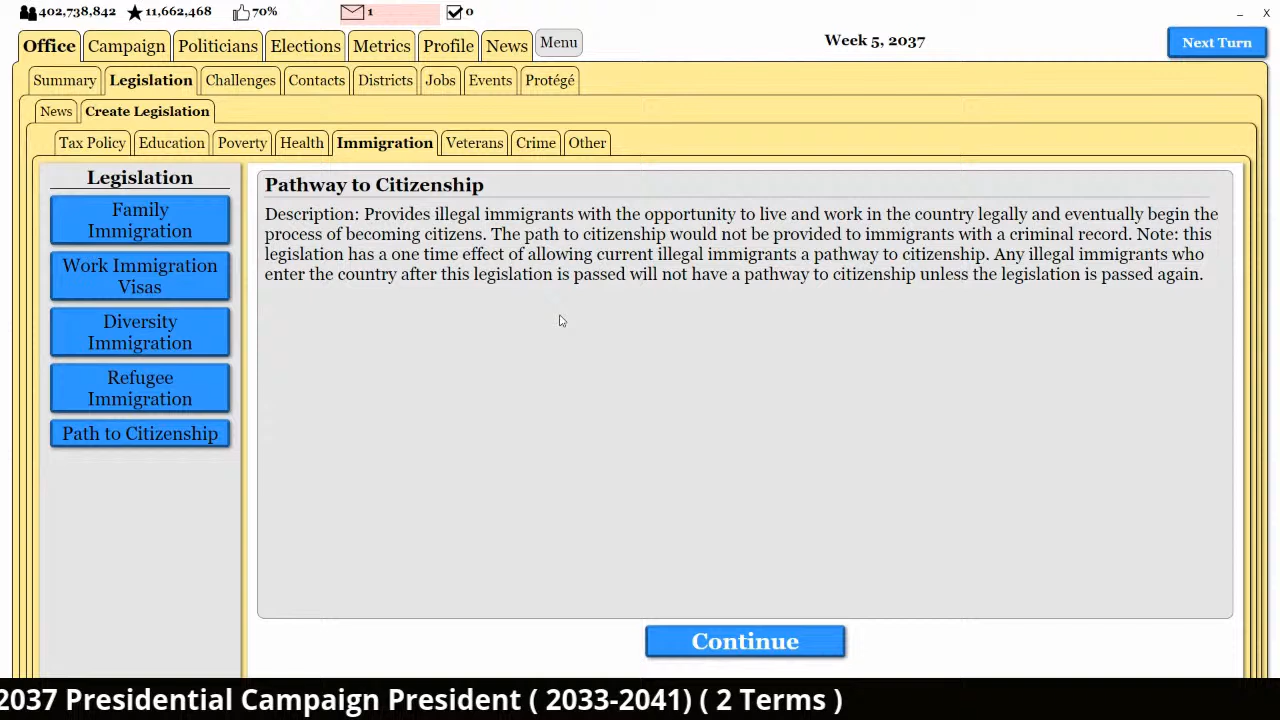 402,738,842 11,662,468 70% 1 0
Office Campaign Politicians Elections Metrics Profile News Menu Week 5, 2037 Next Turn
Summary Legislation Challenges Contacts Districts Jobs Events Protégé
News Create Legislation
Tax Policy Education Poverty Health Immigration Veterans Crime Other
Legislation
Family
Immigration
Work Immigration
Visas
Diversity
Immigration
Refugee
Immigration
Path to Citizenship
Pathway to Citizenship
Description: Provides illegal immigrants with the opportunity to live and work in the country legally and eventually begin the
process of becoming citizens. The path to citizenship would not be provided to immigrants with a criminal record. Note: this
legislation has a one time effect of allowing current illegal immigrants a pathway to citizenship. Any illegal immigrants who
enter the country after this legislation is passed will not have a pathway to citizenship unless the legislation is passed again.
Continue
2037 Presidential Campaign President ( 2033-2041) ( 2 Terms )